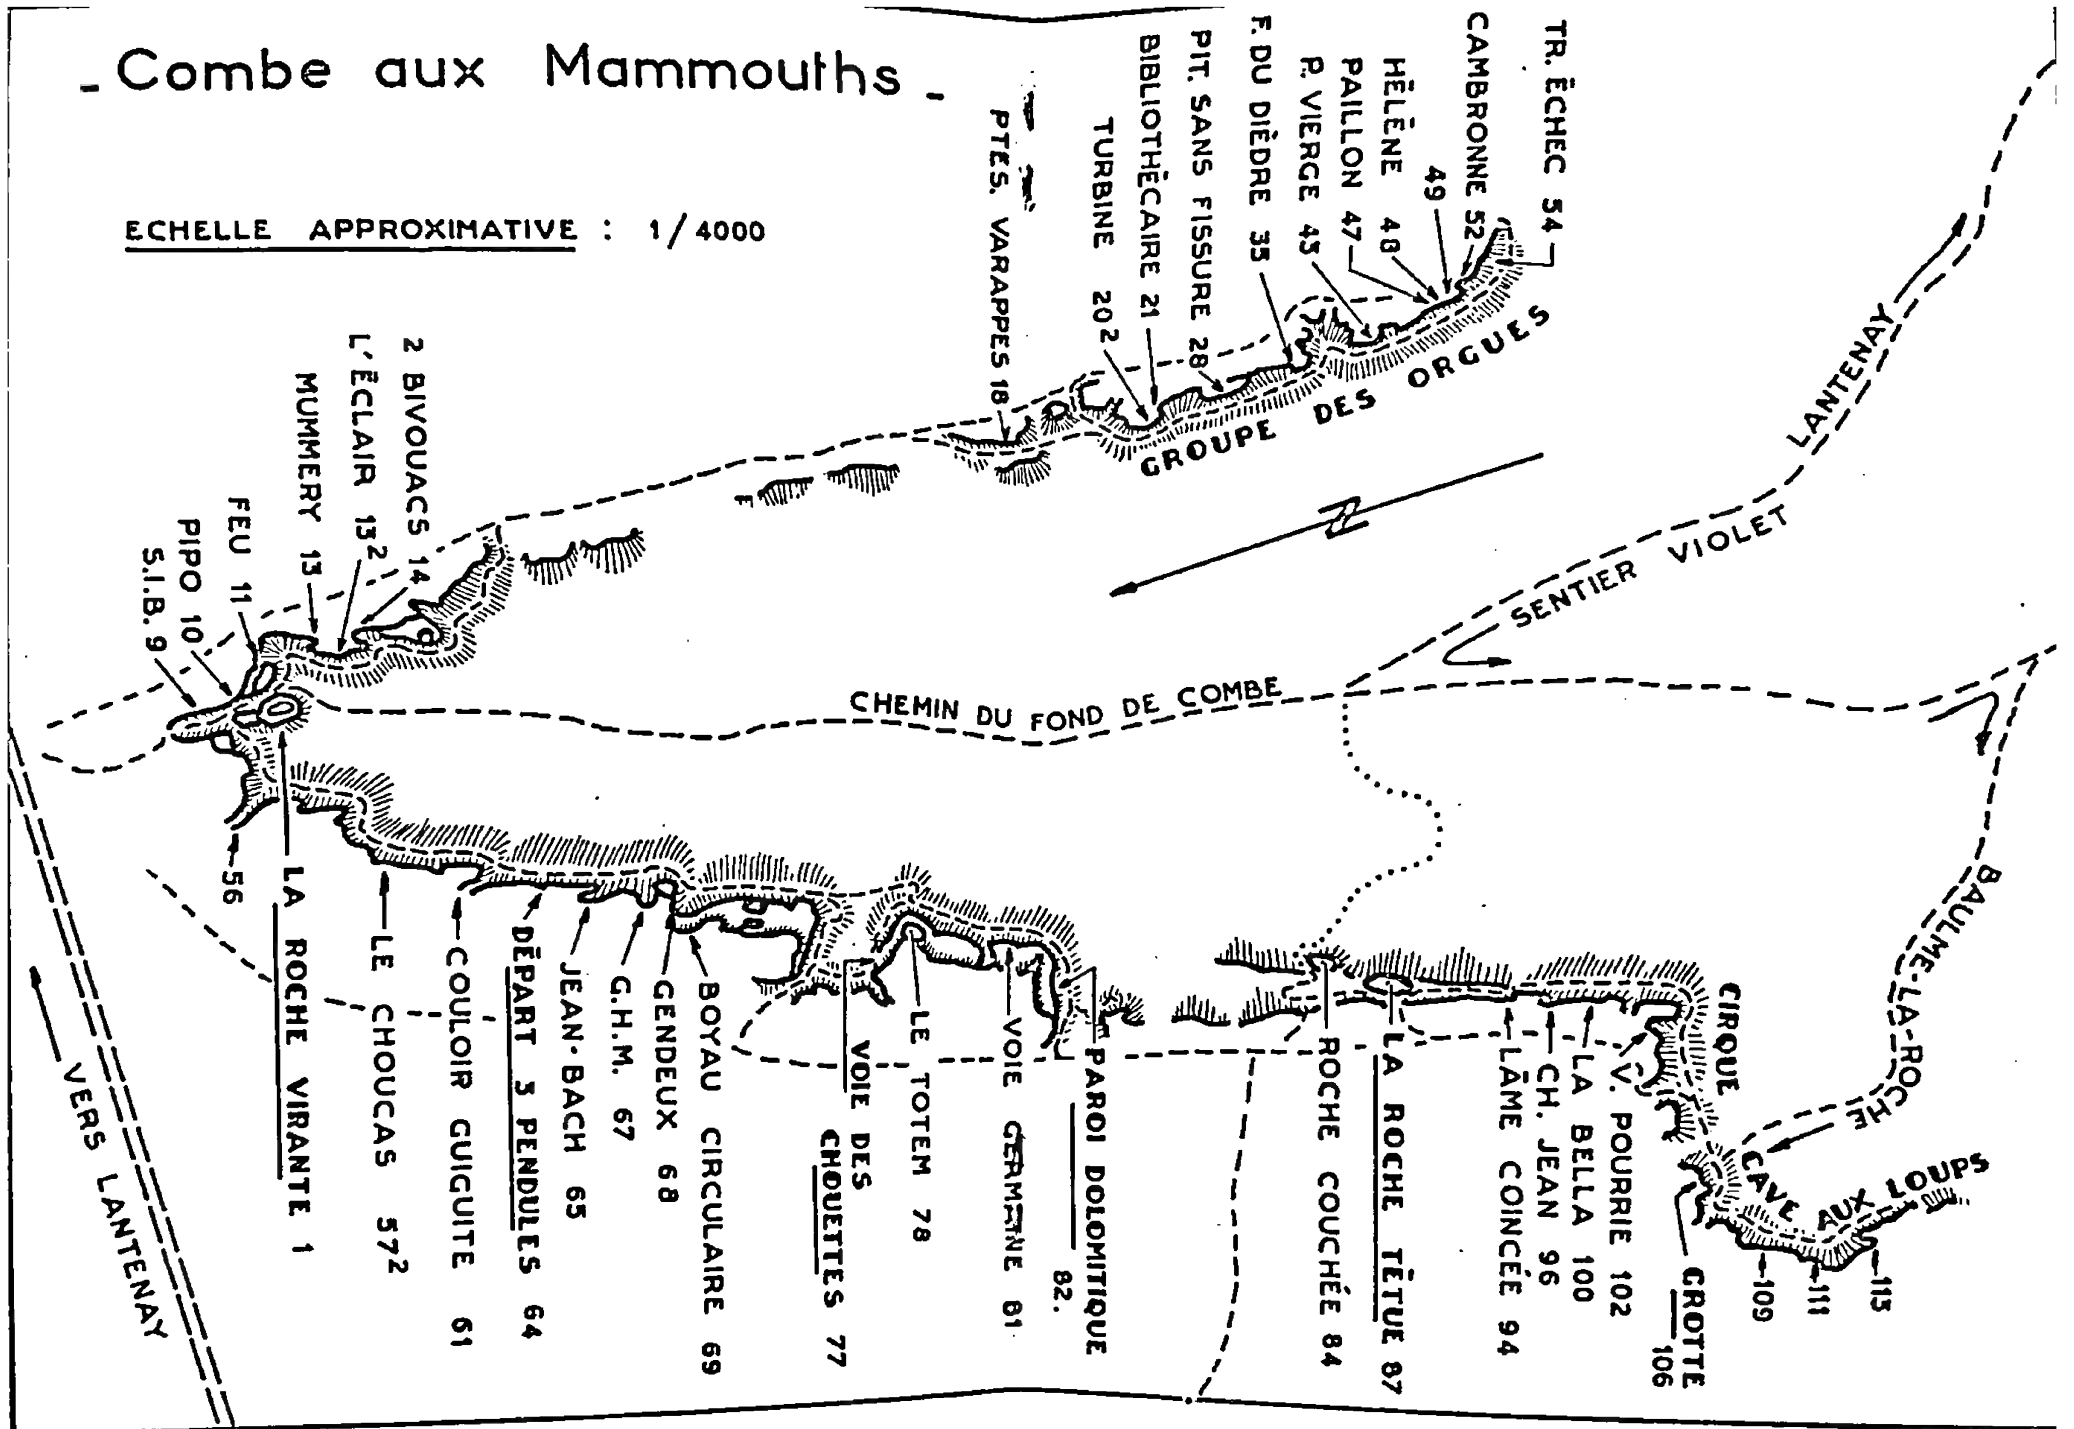 - Combe aux Mammouths -
ECHELLE APPROXIMATIVE : 1/4000
PTES. VARAPPES 18
TURBINE 20²
BIBLIOTHÉCAIRE 21
PIT. SANS FISSURE 28
F. DU DIÈDRE 35
P. VIERGE 45
PAILLON 47
HÉLÈNE 48
49
CAMBRONNE 52
TR. ÉCHEC 54
GROUPE DES ORGUES
N
LANTENAY
SENTIER VIOLET
CHEMIN DU FOND DE COMBE
2 BIVOUACS 14
L'ÉCLAIR 13²
MUMMERY 13
FEU 11
PIPO 10
S.I.B. 9
56
LA ROCHE VIRANTE 1
LE CHOUCAS 57²
COULOIR GUIGUITE 61
DÉPART 3 PENDULES 64
JEAN-BACH 65
G.H.M. 67
GENDEUX 68
BOYAU CIRCULAIRE 69
VOIE DES
CHOUETTES 77
LE TOTEM 78
VOIE GERMAINE 81
PAROI DOLOMITIQUE
82.
ROCHE COUCHÉE 84
LA ROCHE TÊTUE 87
LÂME COINCÉE 94
CH. JEAN 96
LA BELLA 100
V. POURRIE 102
CIRQUE
GROTTE
106
CAVE AUX LOUPS
109
111
113
BAULME-LA-ROCHE
VERS LANTENAY